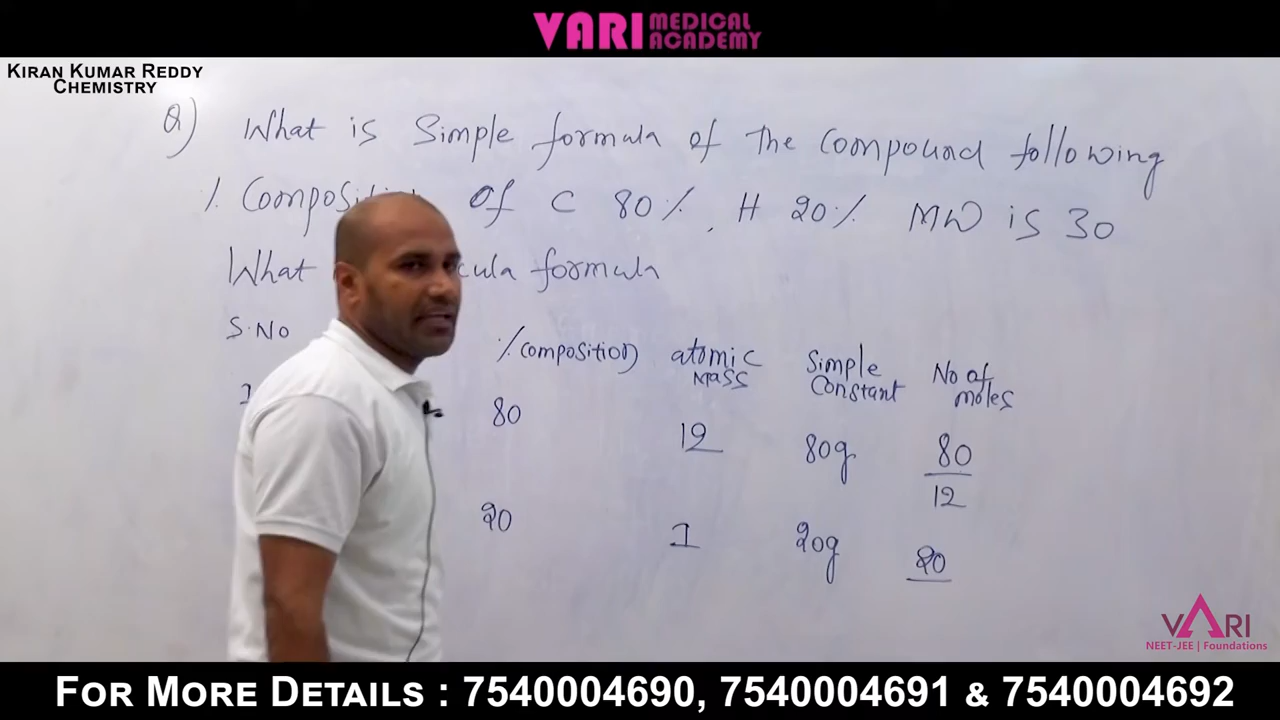 VARI MEDICAL ACADEMY
KIRAN KUMAR REDDY
CHEMISTRY
Q) What is Simple formula of The Compound following
% Composition of C 80%, H 20% MW is 30
What formula
S.No
% Composition atomic Mass Simple Constant No of moles
1 80 12 80g 80/12
20 1 20g 20
VARI
NEET-JEE | Foundations
FOR MORE DETAILS : 7540004690, 7540004691 & 7540004692